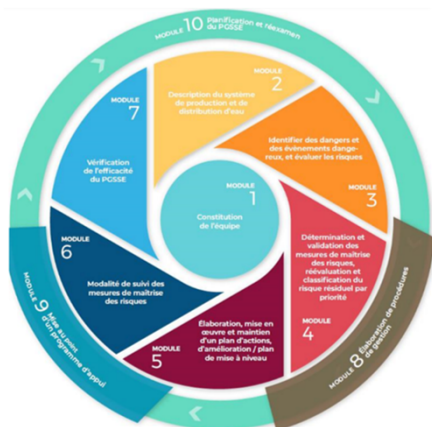 MODULE 10 Planification et réexamen
du PGSSE
MODULE
2
Description du système
de production et de
distribution d'eau
MODULE
7
Vérification
de l'efficacité
du PGSSE
Identifier des dangers et
des évènements dange-
reux, et évaluer les risques
MODULE
3
MODULE
1
Constitution
de l'équipe
MODULE
6
Modalité de suivi des
mesures de maîtrise
des risques
Détermination et
validation des
mesures de maîtrise
des risques,
réévaluation et
classification du
risque résiduel par
priorité
MODULE
4
Élaboration, mise en
œuvre et maintien
d'un plan d'actions,
d'amélioration / plan
de mise à niveau
MODULE
5
MODULE 9 Mise au point
d'un programme d'appui
MODULE 8 Élaboration de procédures
de gestion